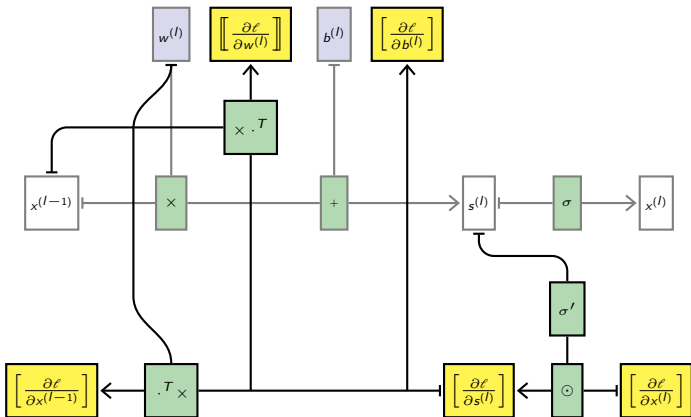 w^{(l)} [[∂ℓ/∂w^{(l)}]] b^{(l)} [∂ℓ/∂b^{(l)}]
× ·^T
x^{(l−1)} × + s^{(l)} σ x^{(l)}
σ′
[∂ℓ/∂x^{(l−1)}] ·^T × [∂ℓ/∂s^{(l)}] ⊙ [∂ℓ/∂x^{(l)}]